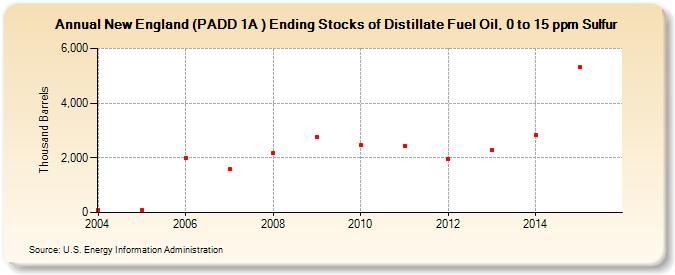 Annual New England (PADD 1A ) Ending Stocks of Distillate Fuel Oil, 0 to 15 ppm Sulfur
Thousand Barrels
6,000
4,000
2,000
0
2004 2006 2008 2010 2012 2014
Source: U.S. Energy Information Administration